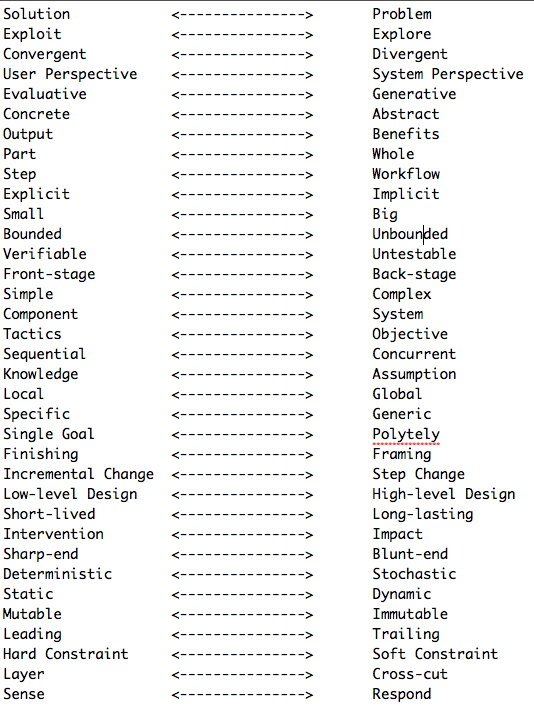 Solution <--------------> Problem
Exploit <--------------> Explore
Convergent <--------------> Divergent
User Perspective <--------------> System Perspective
Evaluative <--------------> Generative
Concrete <--------------> Abstract
Output <--------------> Benefits
Part <--------------> Whole
Step <--------------> Workflow
Explicit <--------------> Implicit
Small <--------------> Big
Bounded <--------------> Unbounded
Verifiable <--------------> Untestable
Front-stage <--------------> Back-stage
Simple <--------------> Complex
Component <--------------> System
Tactics <--------------> Objective
Sequential <--------------> Concurrent
Knowledge <--------------> Assumption
Local <--------------> Global
Specific <--------------> Generic
Single Goal <--------------> Polytely
Finishing <--------------> Framing
Incremental Change <--------------> Step Change
Low-level Design <--------------> High-level Design
Short-lived <--------------> Long-lasting
Intervention <--------------> Impact
Sharp-end <--------------> Blunt-end
Deterministic <--------------> Stochastic
Static <--------------> Dynamic
Mutable <--------------> Immutable
Leading <--------------> Trailing
Hard Constraint <--------------> Soft Constraint
Layer <--------------> Cross-cut
Sense <--------------> Respond